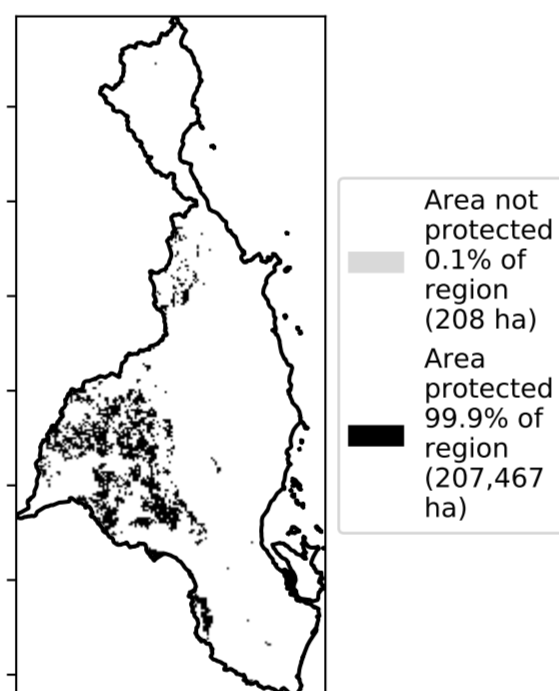 Area not
protected
0.1% of
region
(208 ha)
Area
protected
99.9% of
region
(207,467
ha)